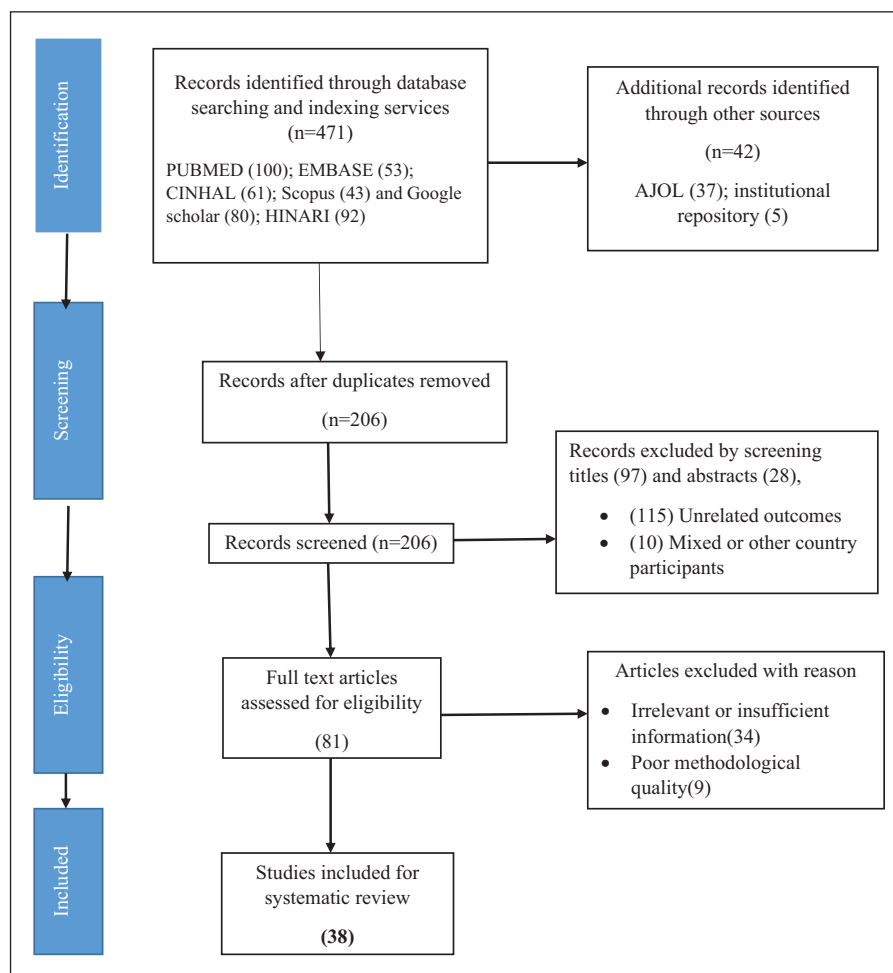 Identification
Records identified through database
searching and indexing services
(n=471)
PUBMED (100); EMBASE (53);
CINHAL (61); Scopus (43) and Google
scholar (80); HINARI (92)
Additional records identified
through other sources
(n=42)
AJOL (37); institutional
repository (5)
Screening
Records after duplicates removed
(n=206)
Records screened (n=206)
Records excluded by screening
titles (97) and abstracts (28),
• (115) Unrelated outcomes
• (10) Mixed or other country
participants
Eligibility
Full text articles
assessed for eligibility
(81)
Articles excluded with reason
• Irrelevant or insufficient
information(34)
• Poor methodological
quality(9)
Included
Studies included for
systematic review
(38)